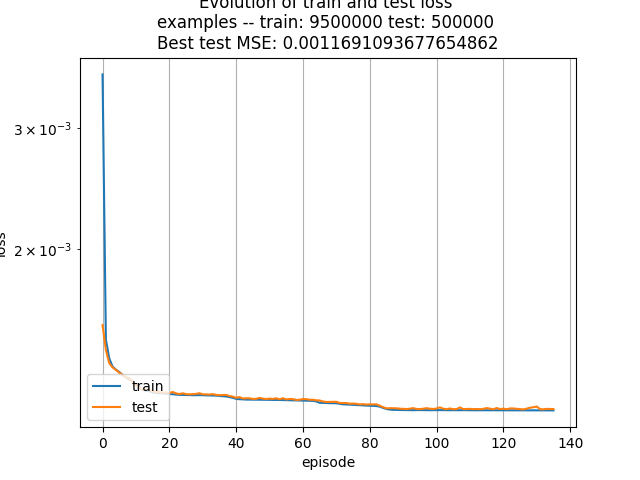 Evolution of train and test loss
examples -- train: 9500000 test: 500000
Best test MSE: 0.0011691093677654862
3 × 10⁻³
2 × 10⁻³
loss
train
test
0 20 40 60 80 100 120 140
episode